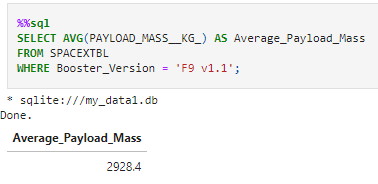 %%sql
SELECT AVG(PAYLOAD_MASS__KG_) AS Average_Payload_Mass
FROM SPACEXTBL
WHERE Booster_Version = 'F9 v1.1';
* sqlite:///my_data1.db
Done.
Average_Payload_Mass
2928.4